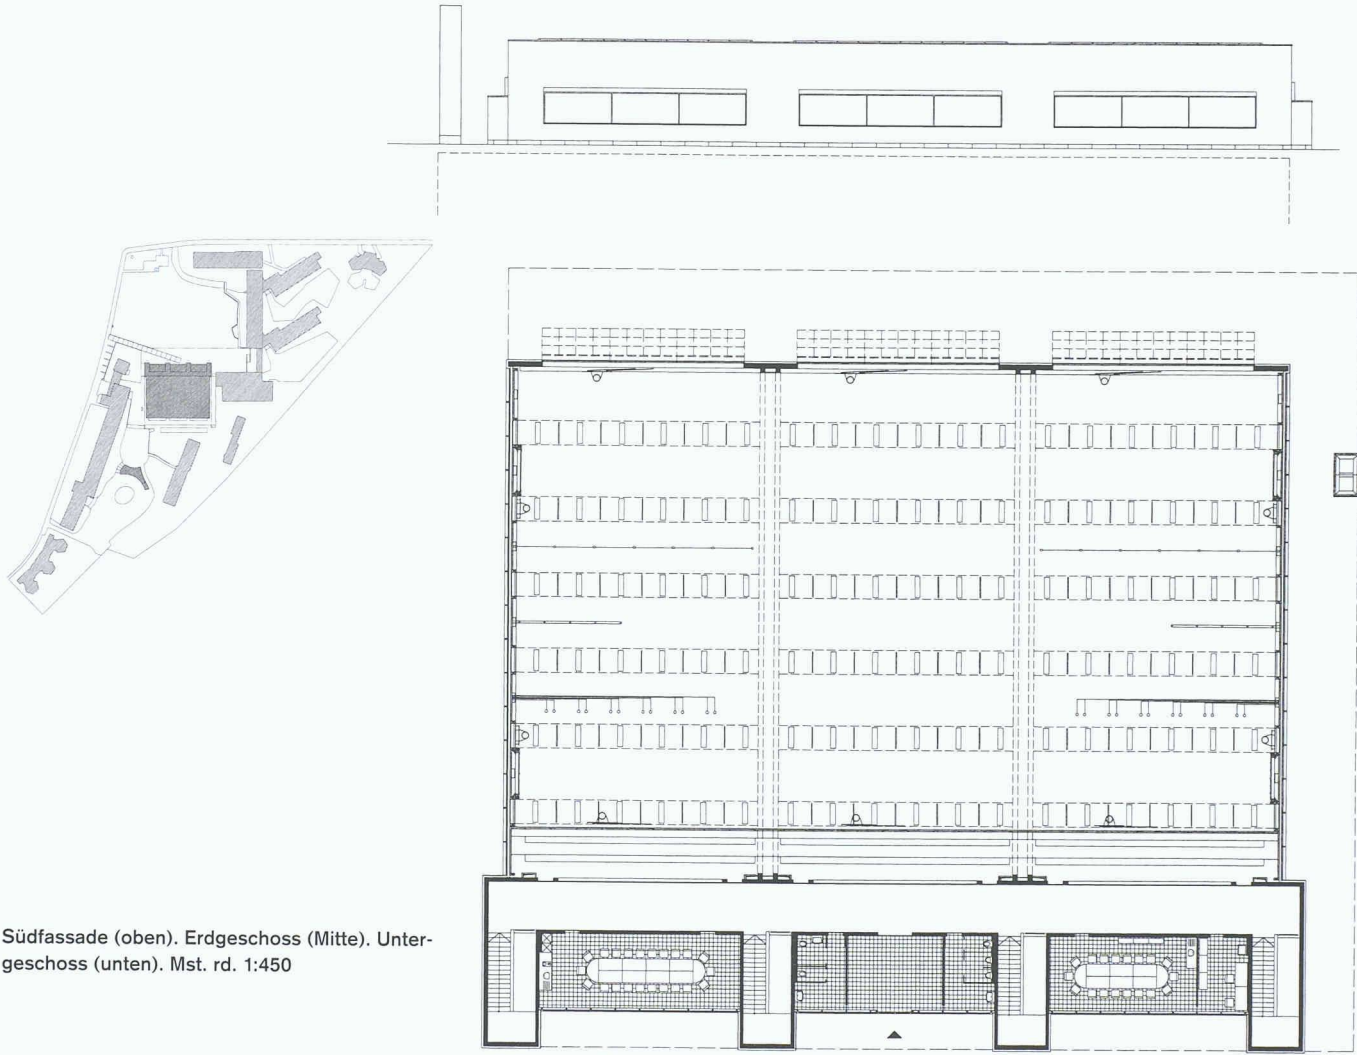 Südfassade (oben). Erdgeschoss (Mitte). Unter-
geschoss (unten). Mst. rd. 1:450